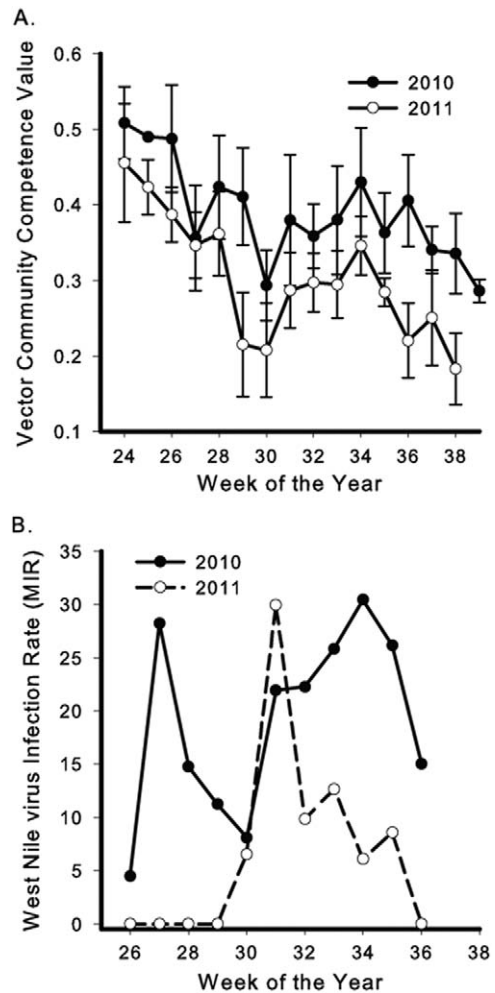 A.
Vector Community Competence Value
0.6
0.5
0.4
0.3
0.2
0.1
2010
2011
24 26 28 30 32 34 36 38
Week of the Year
B.
West Nile virus Infection Rate (MIR)
35
30
25
20
15
10
5
0
2010
2011
26 28 30 32 34 36 38
Week of the Year